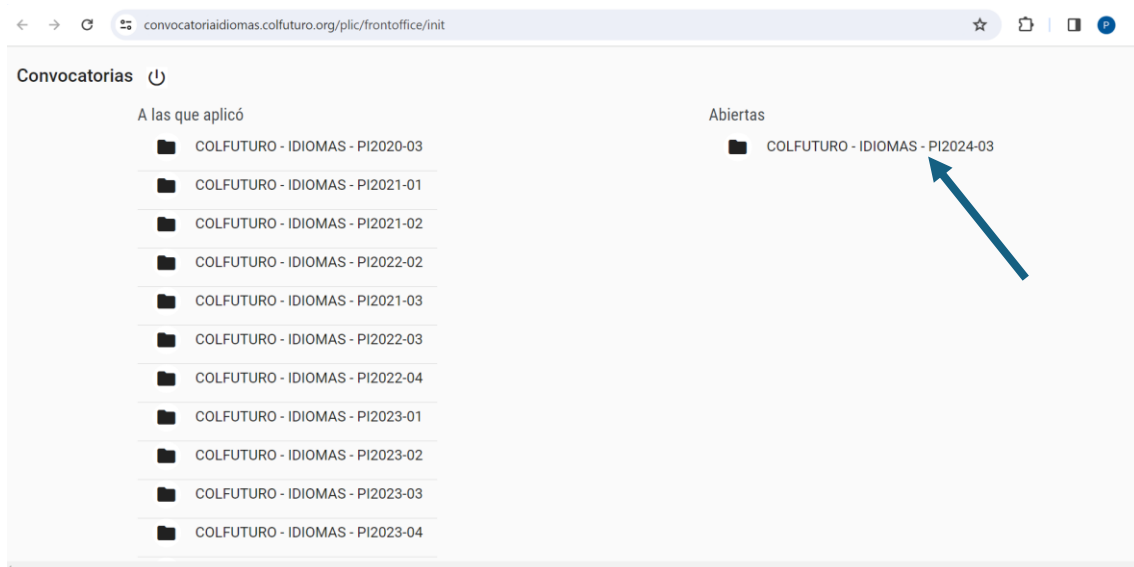 convocatoriaidiomas.colfuturo.org/plic/frontoffice/init
P
Convocatorias
A las que aplicó
COLFUTURO - IDIOMAS - PI2020-03
COLFUTURO - IDIOMAS - PI2021-01
COLFUTURO - IDIOMAS - PI2021-02
COLFUTURO - IDIOMAS - PI2022-02
COLFUTURO - IDIOMAS - PI2021-03
COLFUTURO - IDIOMAS - PI2022-03
COLFUTURO - IDIOMAS - PI2022-04
COLFUTURO - IDIOMAS - PI2023-01
COLFUTURO - IDIOMAS - PI2023-02
COLFUTURO - IDIOMAS - PI2023-03
COLFUTURO - IDIOMAS - PI2023-04
Abiertas
COLFUTURO - IDIOMAS - PI2024-03